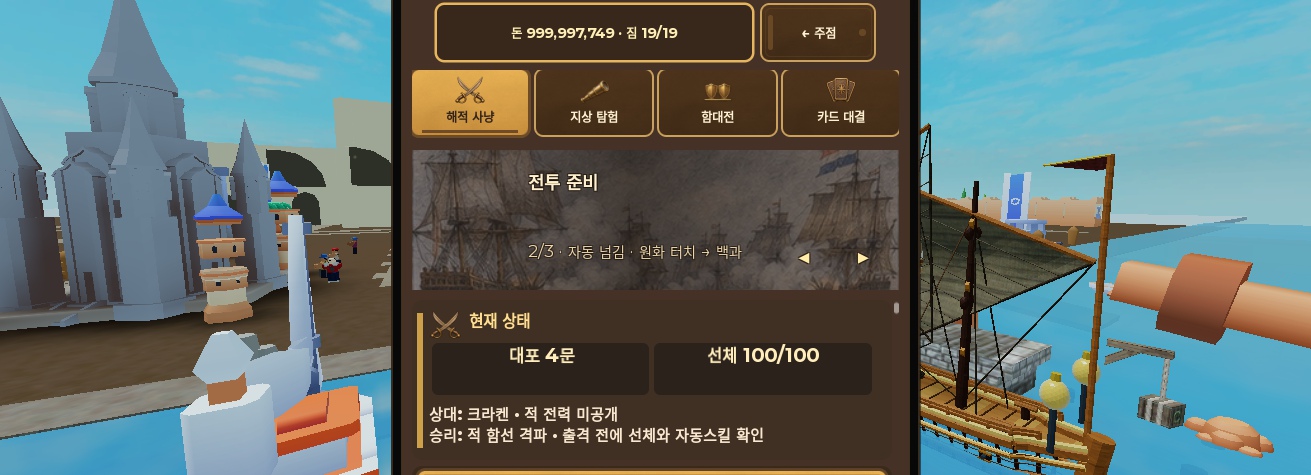 돈 999,997,749 · 짐 19/19
← 주점
해적 사냥
지상 탐험
함대전
카드 대결
전투 준비
2/3 · 자동 넘김 · 원화 터치 → 백과
◀ ▶
현재 상태
대포 4문
선체 100/100
상대: 크라켄 • 적 전력 미공개
승리: 적 함선 격파 • 출격 전에 선체와 자동스킬 확인